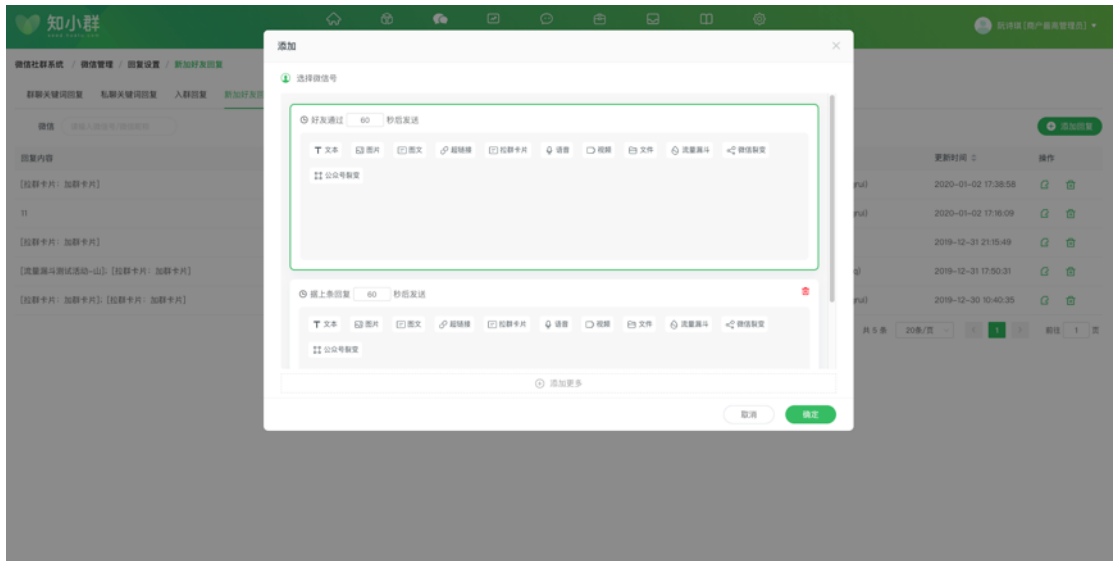 知小群
阮诗琪 [商户最高管理员]
微信社群系统 / 微信管理 / 回复设置 / 新加好友回复
群聊关键词回复 私聊关键词回复 入群回复 新加好友回
微信
添加回复
回复内容 更新时间 操作
[拉群卡片：加群卡片] 2020-01-02 17:38:58
11 2020-01-02 17:16:09
[拉群卡片：加群卡片] 2019-12-31 21:15:49
[流量漏斗测试活动-山]，[拉群卡片：加群卡片] 2019-12-31 17:50:31
[拉群卡片：加群卡片]，[拉群卡片：加群卡片] 2019-12-30 10:40:35
共 5 条 20条/页 1 前往 1 页
添加
选择微信号
好友通过 60 秒后发送
文本 图片 图文 超链接 拉群卡片 语音 视频 文件 流量漏斗 微信裂变
公众号裂变
据上条回复 60 秒后发送
文本 图片 图文 超链接 拉群卡片 语音 视频 文件 流量漏斗 微信裂变
公众号裂变
添加更多
取消 确定